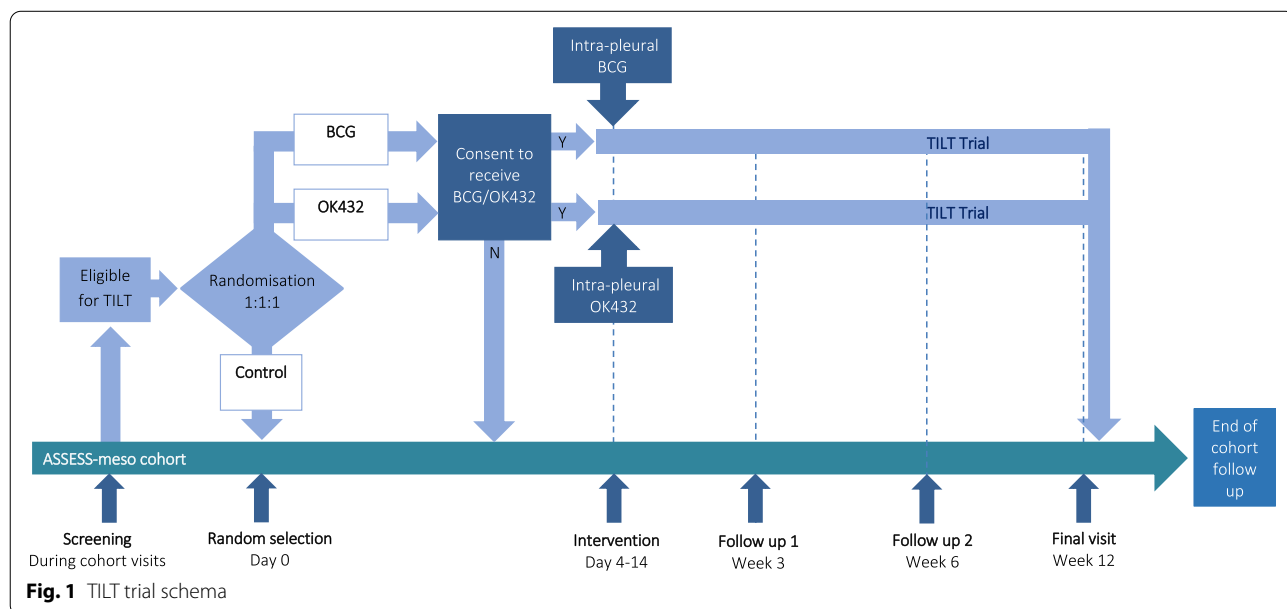 Intra-pleural
BCG
BCG
Consent to
receive
BCG/OK432
Y
TILT Trial
OK432
Y
TILT Trial
N
Eligible
for TILT
Randomisation
1:1:1
Intra-pleural
OK432
Control
ASSESS-meso cohort
End of
cohort
follow
up
Screening
During cohort visits
Random selection
Day 0
Intervention
Day 4-14
Follow up 1
Week 3
Follow up 2
Week 6
Final visit
Week 12
Fig. 1 TILT trial schema